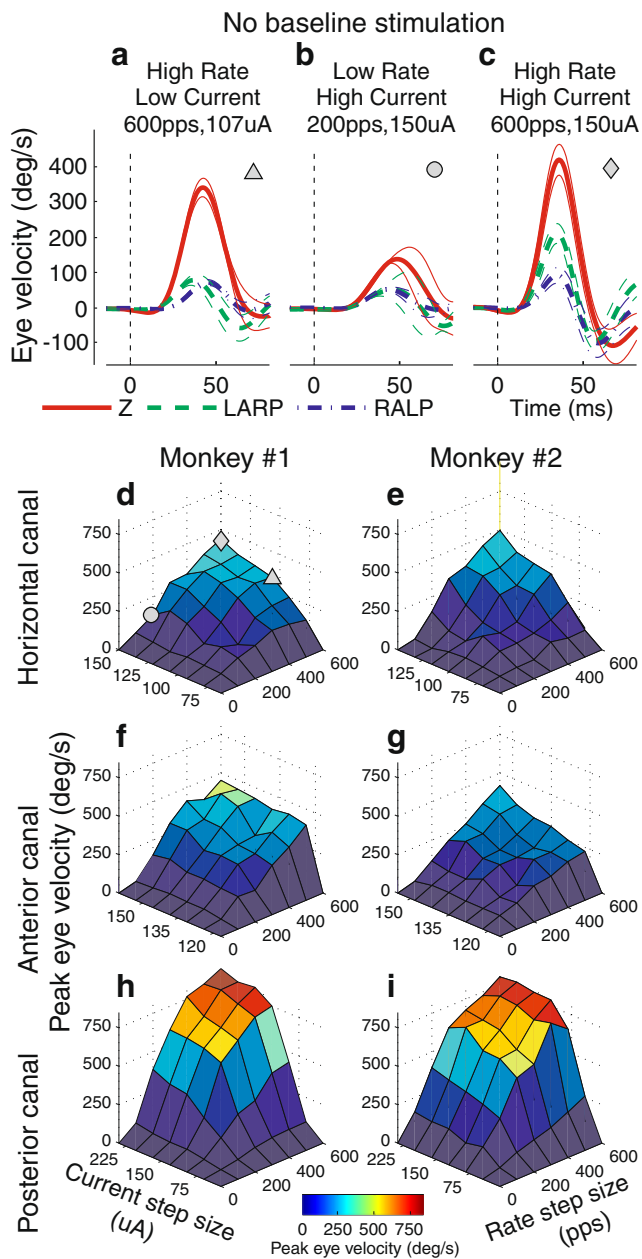 No baseline stimulation
a
High Rate
Low Current
600pps,107uA
b
Low Rate
High Current
200pps,150uA
c
High Rate
High Current
600pps,150uA
Eye velocity (deg/s)
400
300
200
100
0
-100
0
50
0
50
0
50
Z
LARP
RALP
Time (ms)
Monkey #1
Monkey #2
Horizontal canal
d
750
500
250
0
150
125
100
75
0
200
400
600
e
750
500
250
0
150
125
100
75
0
200
400
600
Anterior canal
Peak eye velocity (deg/s)
f
750
500
250
0
150
135
120
0
200
400
600
g
750
500
250
0
150
135
120
0
200
400
600
Posterior canal
h
750
500
250
0
225
150
75
0
200
400
600
i
750
500
250
0
225
150
75
0
200
400
600
Current step size
(uA)
Rate step size
(pps)
0
250
500
750
Peak eye velocity (deg/s)